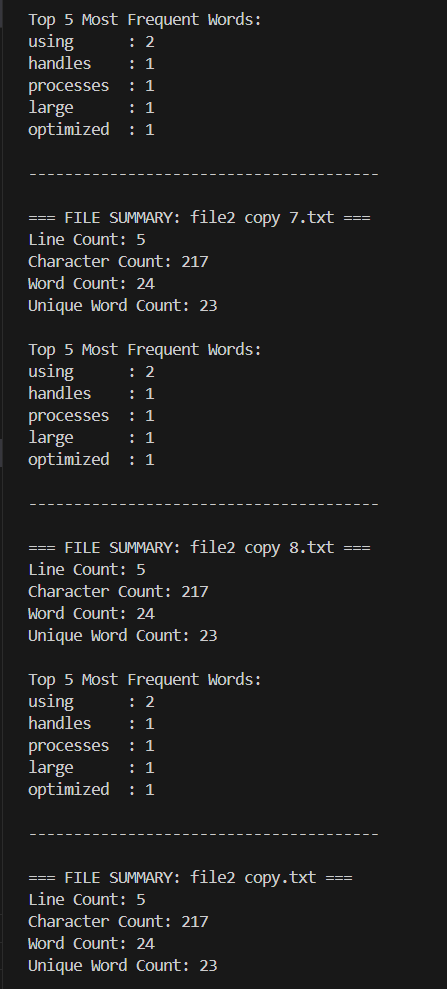 Top 5 Most Frequent Words:
using      : 2
handles    : 1
processes  : 1
large      : 1
optimized  : 1
---------------------------------------
=== FILE SUMMARY: file2 copy 7.txt ===
Line Count: 5
Character Count: 217
Word Count: 24
Unique Word Count: 23
Top 5 Most Frequent Words:
using      : 2
handles    : 1
processes  : 1
large      : 1
optimized  : 1
---------------------------------------
=== FILE SUMMARY: file2 copy 8.txt ===
Line Count: 5
Character Count: 217
Word Count: 24
Unique Word Count: 23
Top 5 Most Frequent Words:
using      : 2
handles    : 1
processes  : 1
large      : 1
optimized  : 1
---------------------------------------
=== FILE SUMMARY: file2 copy.txt ===
Line Count: 5
Character Count: 217
Word Count: 24
Unique Word Count: 23